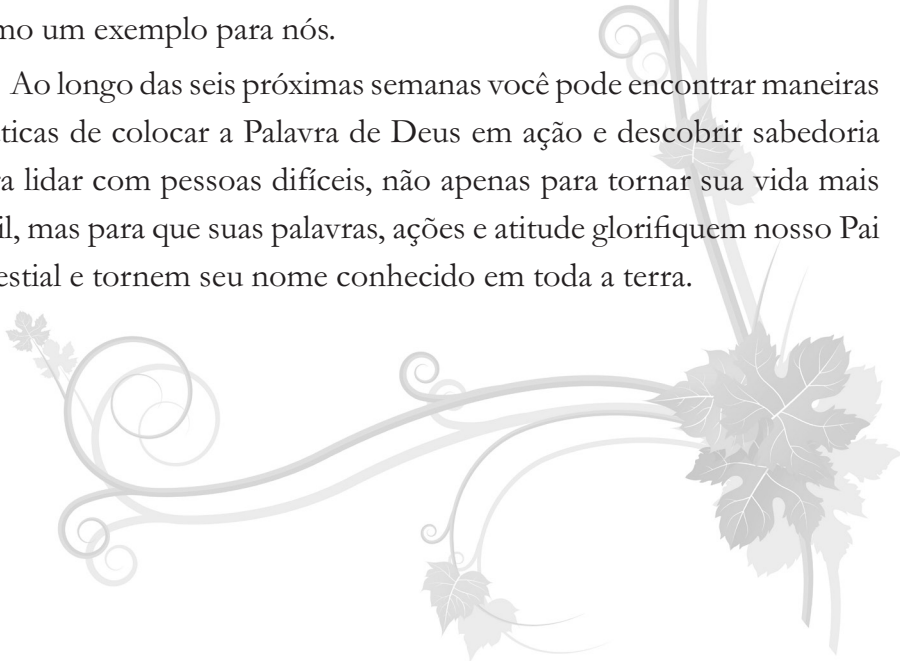 mo um exemplo para nós.
Ao longo das seis próximas semanas você pode encontrar maneiras
ticas de colocar a Palavra de Deus em ação e descobrir sabedoria
a lidar com pessoas difíceis, não apenas para tornar sua vida mais
il, mas para que suas palavras, ações e atitude glorifiquem nosso Pai
estial e tornem seu nome conhecido em toda a terra.